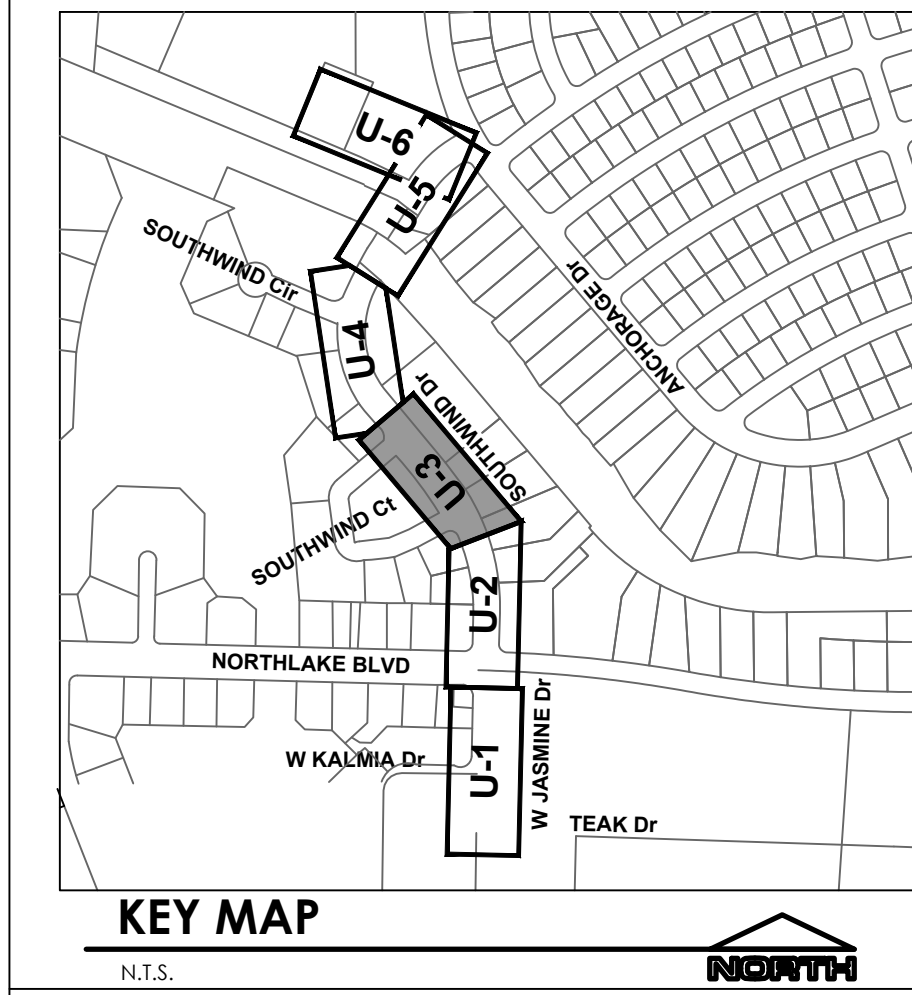 U-6
U-5
SOUTHWIND Cir
ANCHORAGE Dr
U-4
SOUTHWIND Dr
U-3
SOUTHWIND Ct
U-2
NORTHLAKE BLVD
W JASMINE Dr
U-1
W KALMIA Dr
TEAK Dr
KEY MAP
N.T.S.
NORTH